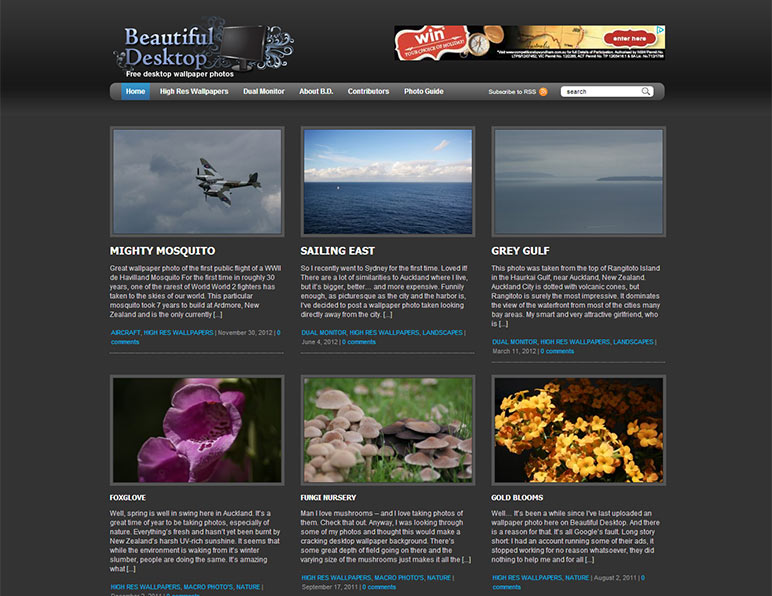 Beautiful
Desktop
Free desktop wallpaper photos
win
YOUR CHOICE OF HOLIDAY!
enter here
Home
High Res Wallpapers
Dual Monitor
About B.D.
Contributors
Photo Guide
Subscribe to RSS
search
MIGHTY MOSQUITO
Great wallpaper photo of the first public flight of a WWII
de Havilland Mosquito For the first time in roughly 30
years, one of the rarest of World World 2 fighters has
taken to the skies of our world. This particular
mosquito took 7 years to build at Ardmore, New
Zealand and is the only currently [...]
AIRCRAFT, HIGH RES WALLPAPERS | November 30, 2012 | 0
comments
SAILING EAST
So I recently went to Sydney for the first time. Loved it!
There are a lot of similarities to Auckland where I live,
but it's bigger, better... and more expensive. Funnily
enough, as picturesque as the city and the harbor is,
I've decided to post a wallpaper photo taken looking
directly away from the city. [...]
DUAL MONITOR, HIGH RES WALLPAPERS, LANDSCAPES |
June 4, 2012 | 0 comments
GREY GULF
This photo was taken from the top of Rangitoto Island
in the Haurkai Gulf, near Auckland, New Zealand.
Auckland City is dotted with volcanic cones, but
Rangitoto is surely the most impressive. It dominates
the view of the waterfront from most of the cities many
bay areas. My smart and very attractive girlfriend, who
is [...]
DUAL MONITOR, HIGH RES WALLPAPERS, LANDSCAPES |
March 11, 2012 | 0 comments
FOXGLOVE
Well, spring is well in swing here in Auckland. It's a
great time of year to be taking photos, especially of
nature. Everything's fresh and hasn't yet been burnt by
New Zealand's harsh UV-rich sunshine. It seems that
while the environment is waking from it's winter
slumber, people are doing the same. It's amazing
what [...]
HIGH RES WALLPAPERS, MACRO PHOTO'S, NATURE |
December 2, 2011 | 0 comments
FUNGI NURSERY
Man I love mushrooms – and I love taking photos of
them. Check that out. Anyway, I was looking through
some of my photos and thought this would make a
cracking desktop wallpaper background. There's
some great depth of field going on there and the
varying size of the mushrooms just makes it all the [...]
HIGH RES WALLPAPERS, MACRO PHOTO'S, NATURE |
September 17, 2011 | 0 comments
GOLD BLOOMS
Well... It's been a while since I've last uploaded an
wallpaper photo here on Beautiful Desktop. And there
is a reason for that. It's all Google's fault. Long story
short: I had an account running some of their ads, it
stopped working for no reason whatsoever, they did
nothing to help me and for all [...]
HIGH RES WALLPAPERS, NATURE | August 2, 2011 | 0
comments